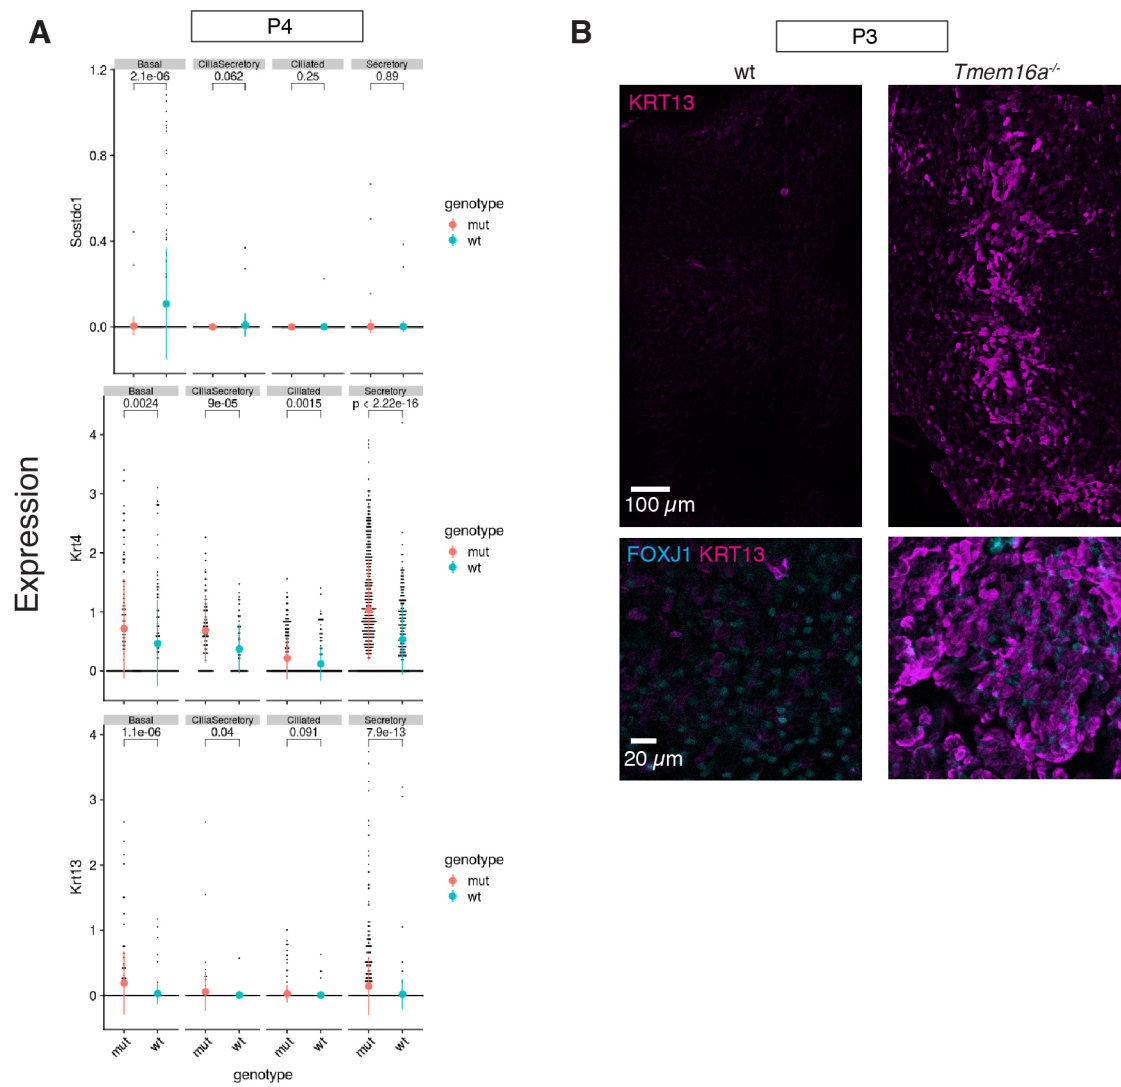 A
P4
Expression
Basal CiliaSecretory Ciliated Secretory
2.1e-06 0.062 0.25 0.89
1.2
0.8
0.4
0.0
Sostdc1
genotype
mut
wt
Basal CiliaSecretory Ciliated Secretory
0.0024 9e-05 0.0015 p < 2.22e-16
4
3
2
1
0
Krt4
genotype
mut
wt
Basal CiliaSecretory Ciliated Secretory
1.1e-06 0.04 0.091 7.9e-13
4
3
2
1
0
Krt13
genotype
mut
wt
mut wt mut wt mut wt mut wt
genotype
B
P3
wt Tmem16a-/-
KRT13
100 µm
FOXJ1 KRT13
20 µm